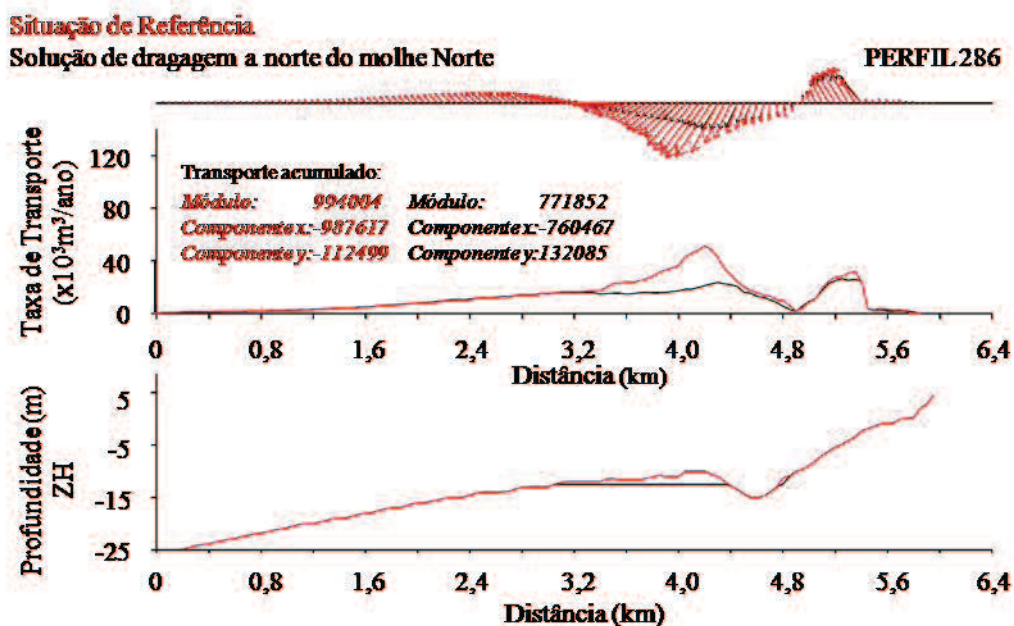 Situação de Referência
Solução de dragagem a norte do molhe Norte PERFIL 286
Taxa de Transporte
(x10³m³/ano)
120
80
40
0
Transporte acumulado:
Módulo: 994004 Módulo: 771852
Componente x:-987617 Componente x:-760467
Componente y:-112499 Componente y:132085
0 0,8 1,6 2,4 3,2 4,0 4,8 5,6 6,4
Distância (km)
Profundidade (m)
ZH
5
-5
-15
-25
0 0,8 1,6 2,4 3,2 4,0 4,8 5,6 6,4
Distância (km)